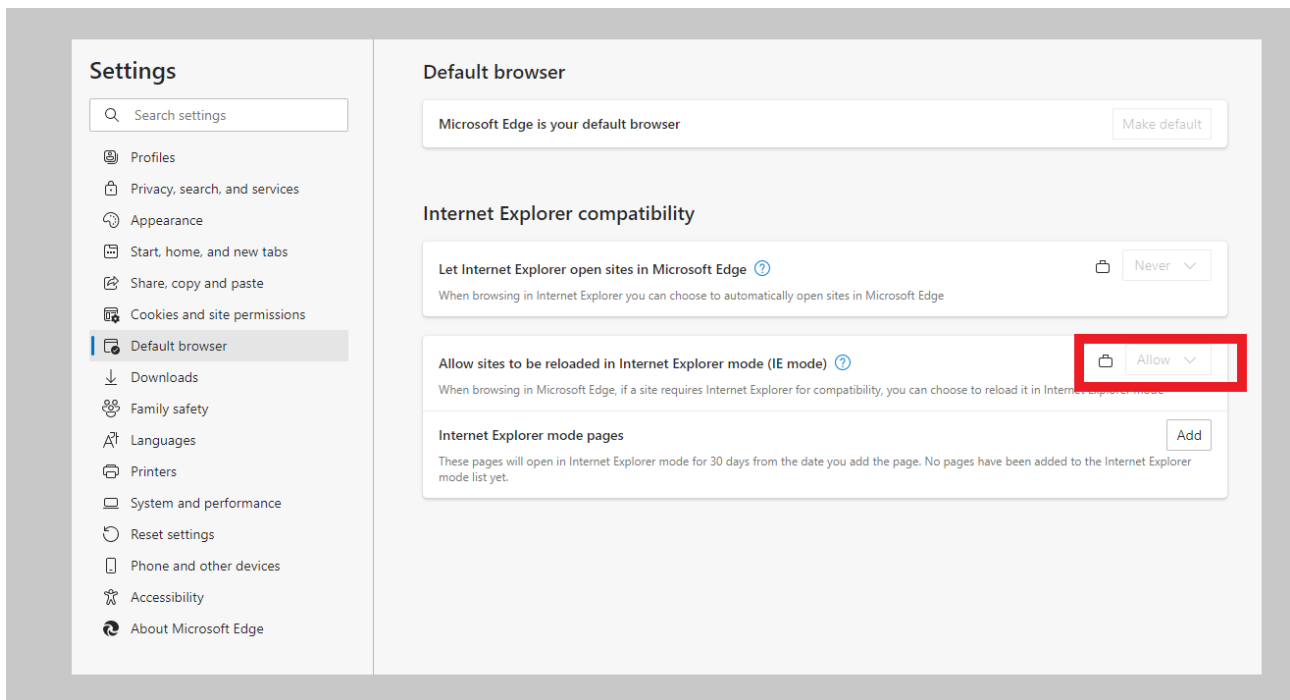 Settings
Search settings
Profiles
Privacy, search, and services
Appearance
Start, home, and new tabs
Share, copy and paste
Cookies and site permissions
Default browser
Downloads
Family safety
Languages
Printers
System and performance
Reset settings
Phone and other devices
Accessibility
About Microsoft Edge
Default browser
Microsoft Edge is your default browser
Make default
Internet Explorer compatibility
Let Internet Explorer open sites in Microsoft Edge
Never
When browsing in Internet Explorer you can choose to automatically open sites in Microsoft Edge
Allow sites to be reloaded in Internet Explorer mode (IE mode)
Allow
When browsing in Microsoft Edge, if a site requires Internet Explorer for compatibility, you can choose to reload it in Internet Explorer mode
Internet Explorer mode pages
Add
These pages will open in Internet Explorer mode for 30 days from the date you add the page. No pages have been added to the Internet Explorer
mode list yet.